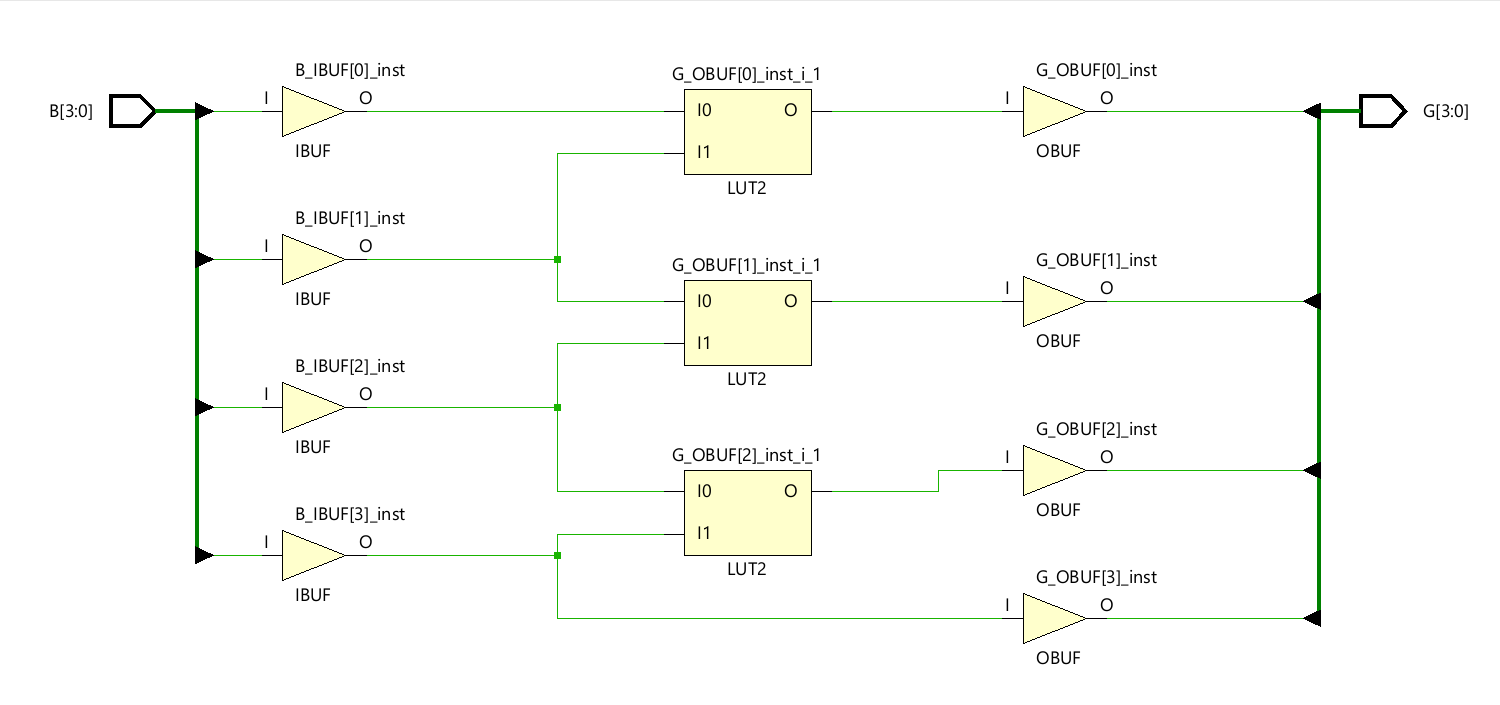 B_IBUF[0]_inst
G_OBUF[0]_inst_i_1
G_OBUF[0]_inst
B[3:0]
I
O
I0
O
I
O
G[3:0]
IBUF
I1
OBUF
LUT2
B_IBUF[1]_inst
I
O
G_OBUF[1]_inst_i_1
G_OBUF[1]_inst
IBUF
I0
O
I
O
I1
OBUF
B_IBUF[2]_inst
LUT2
I
O
G_OBUF[2]_inst
IBUF
G_OBUF[2]_inst_i_1
I
O
I0
O
OBUF
B_IBUF[3]_inst
I1
I
O
LUT2
G_OBUF[3]_inst
IBUF
I
O
OBUF